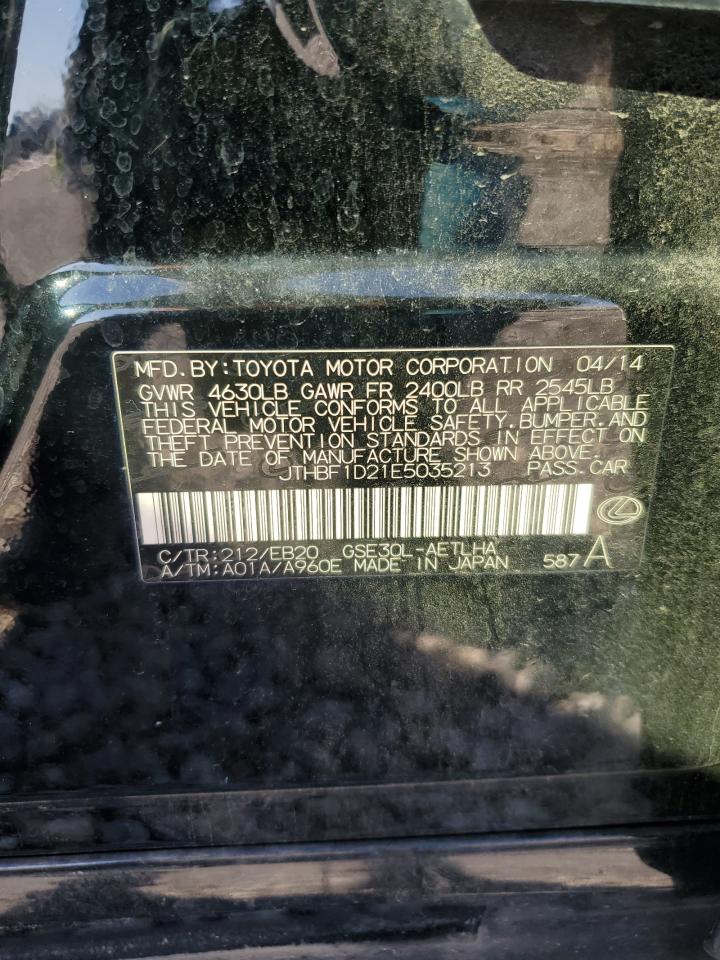 MFD. BY: TOYOTA MOTOR CORPORATION 04/14
GVWR 4630LB GAWR FR 2400LB RR 2545LB
THIS VEHICLE CONFORMS TO ALL APPLICABLE
FEDERAL MOTOR VEHICLE SAFETY, BUMPER, AND
THEFT PREVENTION STANDARDS IN EFFECT ON
THE DATE OF MANUFACTURE SHOWN ABOVE.
JTHBF1D21E5035213 PASS. CAR
C/TR: 212/EB20 GSE30L-AETLHA
A/TM: A01A/A960E MADE IN JAPAN 587 A